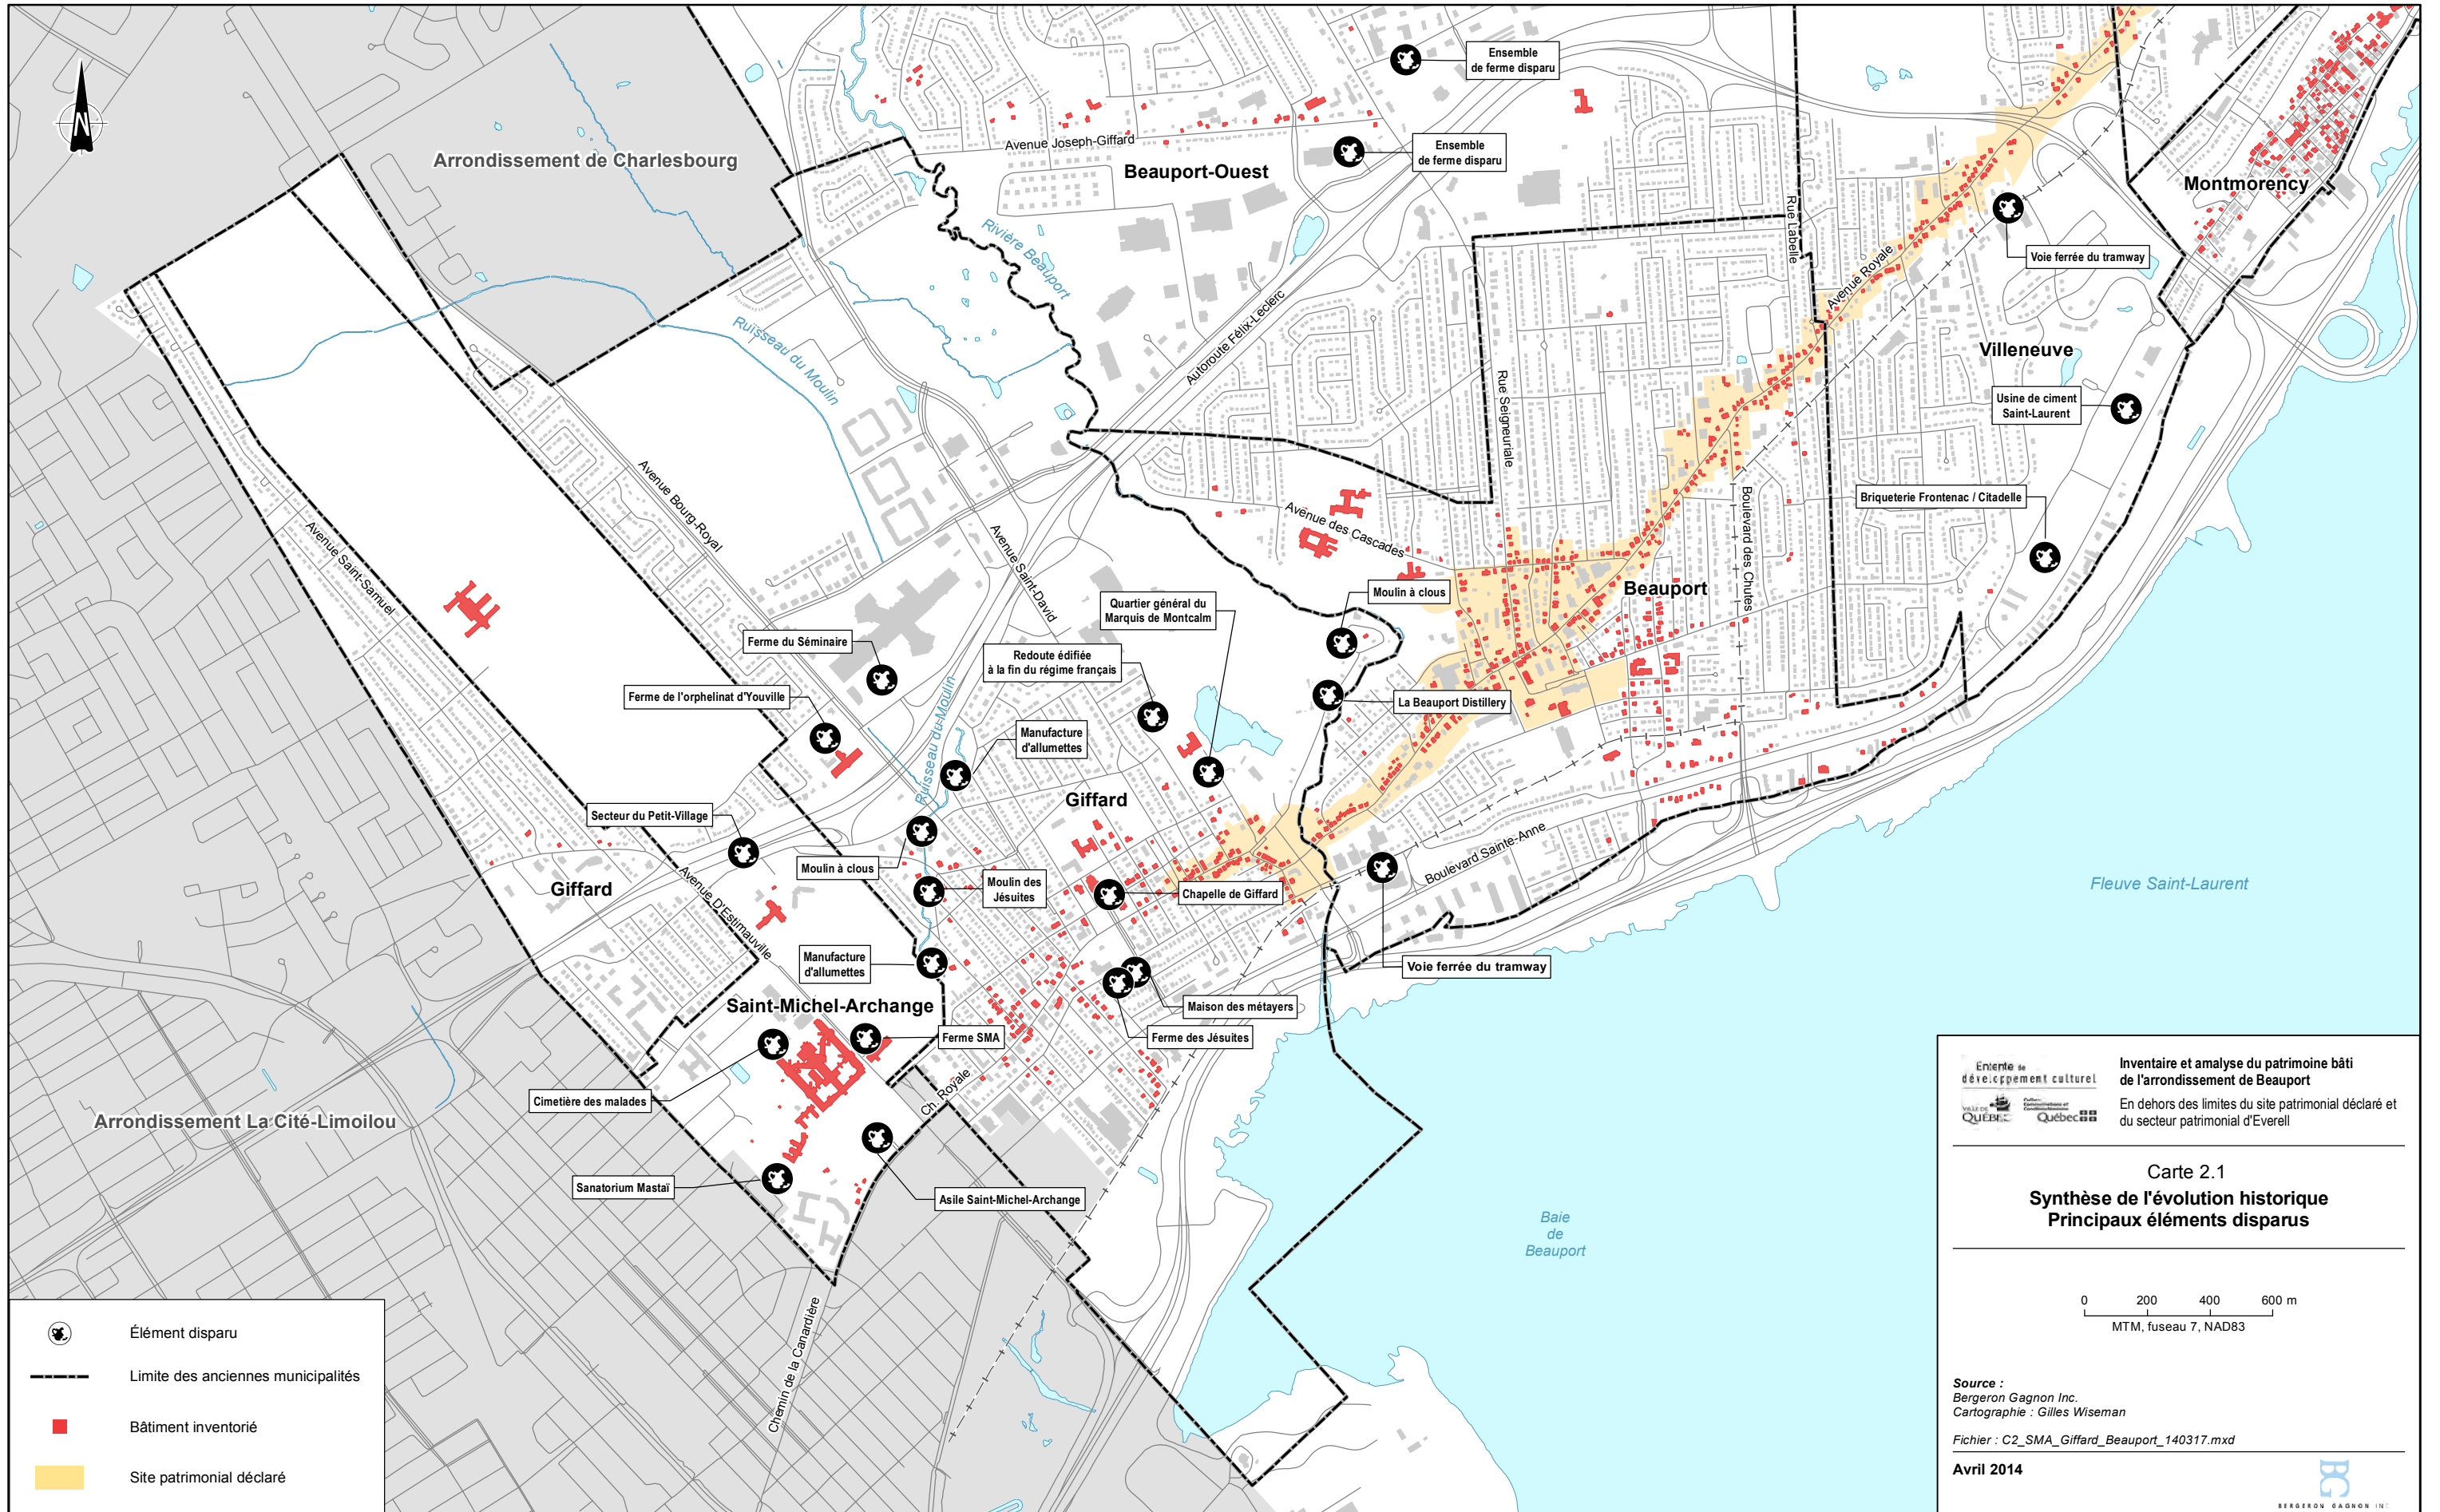 Ensemble
de ferme disparu
Avenue Joseph-Giffard
Arrondissement de Charlesbourg
Beauport-Ouest
Ensemble
de ferme disparu
Montmorency
N
Rue Labelle
Rivière Beauport
Avenue Royale
Voie ferrée du tramway
Autoroute Félix-Leclerc
Ruisseau du Moulin
Villeneuve
Rue Seigneuriale
Usine de ciment
Saint-Laurent
Avenue Bourg-Royal
Avenue des Cascades
Boulevard des Chutes
Briqueterie Frontenac / Citadelle
Avenue Saint-Samuel
Avenue Saint-David
Moulin à clous
Beauport
Quartier général du
Marquis de Montcalm
Ferme du Séminaire
Redoute édifiée
à la fin du régime français
Ferme de l'orphelinat d'Youville
La Beauport Distillery
Ruisseau du Moulin
Manufacture
d'allumettes
Giffard
Secteur du Petit-Village
Moulin à clous
Boulevard Sainte-Anne
Giffard
Avenue D'Estimauville
Moulin des
Jésuites
Chapelle de Giffard
Fleuve Saint-Laurent
Manufacture
d'allumettes
Voie ferrée du tramway
Saint-Michel-Archange
Maison des métayers
Ferme SMA
Ferme des Jésuites
Cimetière des malades
Ch. Royale
Arrondissement La Cité-Limoilou
Sanatorium Mastaï
Asile Saint-Michel-Archange
Baie
de
Beauport
Chemin de la Canardière
Élément disparu
Limite des anciennes municipalités
Bâtiment inventorié
Site patrimonial déclaré
Entente de
développement culturel
VILLE DE
QUÉBEC
Québec
Inventaire et analyse du patrimoine bâti
de l'arrondissement de Beauport
En dehors des limites du site patrimonial déclaré et
du secteur patrimonial d'Everell
Carte 2.1
Synthèse de l'évolution historique
Principaux éléments disparus
0 200 400 600 m
MTM, fuseau 7, NAD83
Source :
Bergeron Gagnon Inc.
Cartographie : Gilles Wiseman
Fichier : C2_SMA_Giffard_Beauport_140317.mxd
Avril 2014
BG
BERGERON GAGNON INC